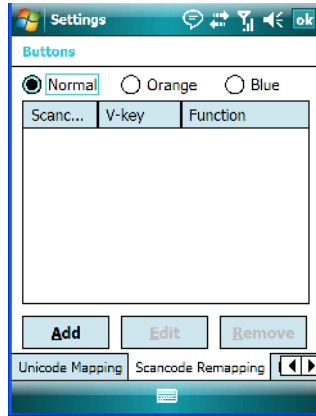 Settings ok
Buttons
Normal Orange Blue
Scanc... V-key Function
Add Edit Remove
Unicode Mapping Scancode Remapping